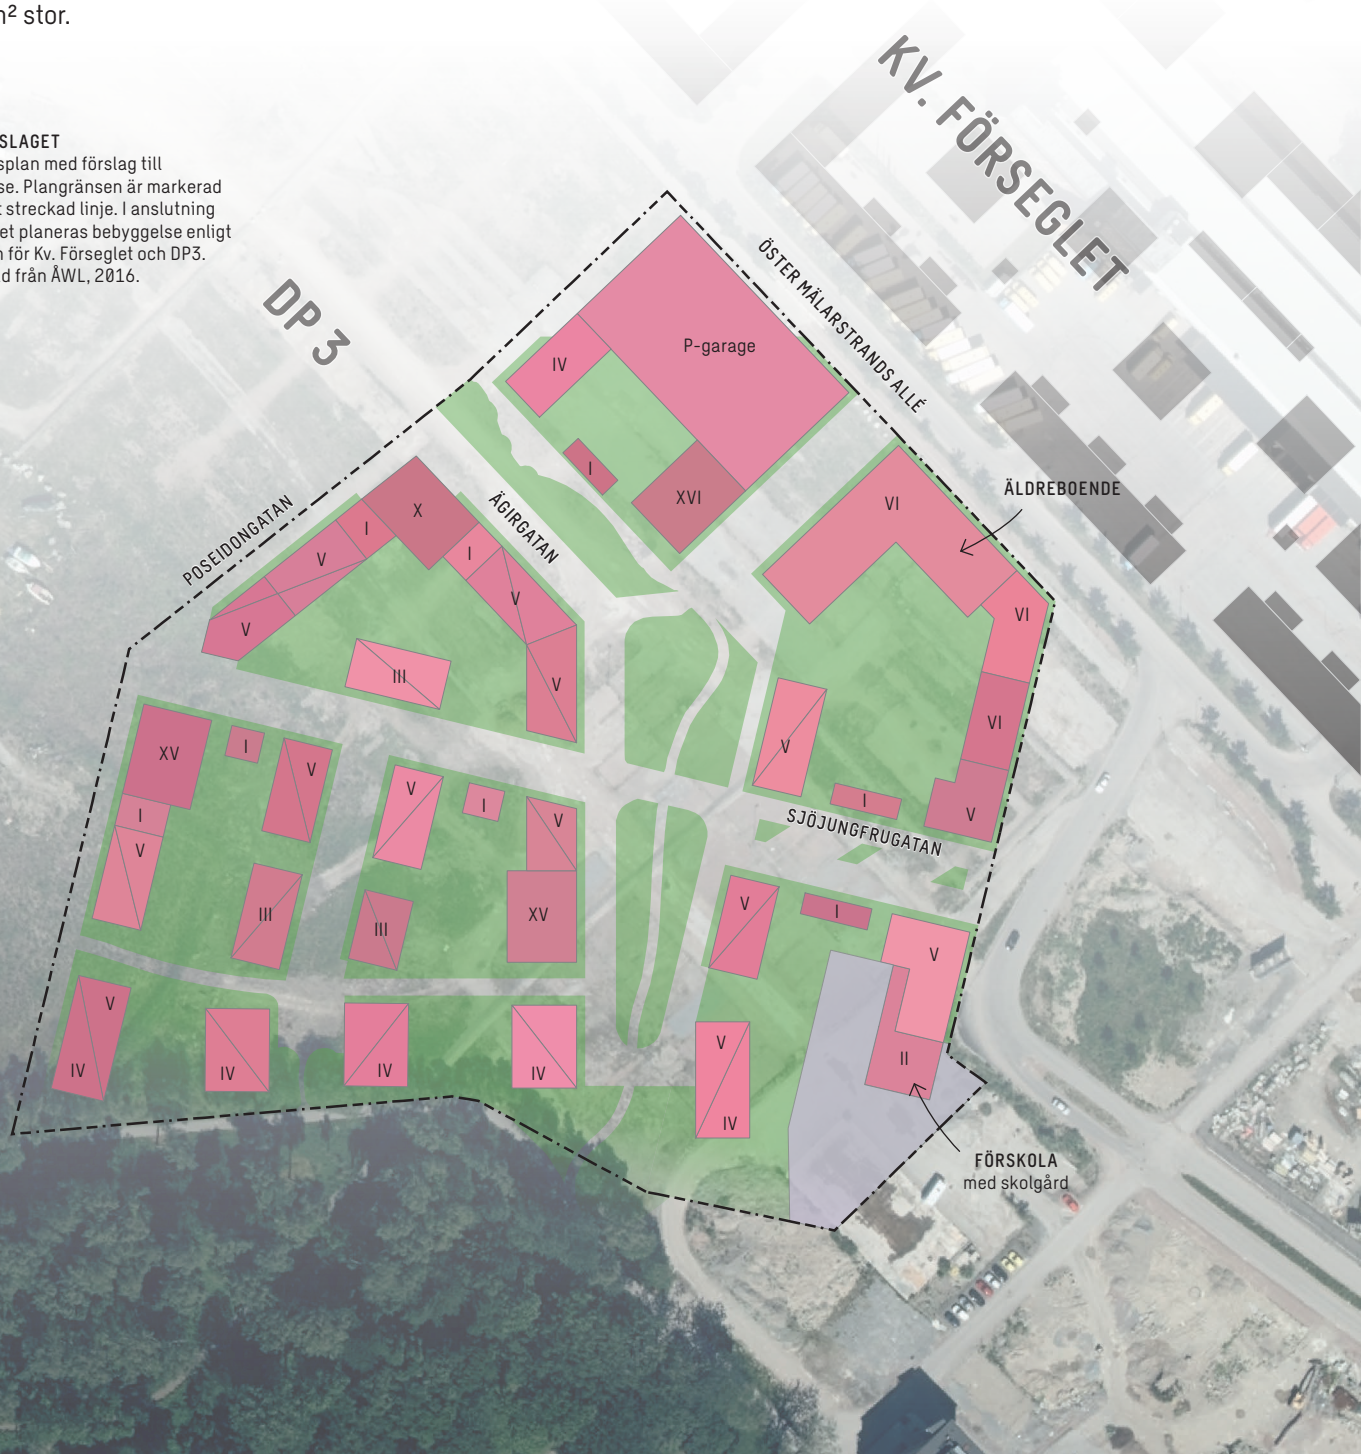 m² stor.
SLAGET
splan med förslag till
se. Plangränsen är markerad
t streckad linje. I anslutning
et planeras bebyggelse enligt
n för Kv. Förseglet och DP3.
d från ÅWL, 2016.
KV. FÖRSEGLET
DP 3
ÖSTER MÄLARSTRANDS ALLÉ
P-garage
IV
I
XVI
VI
ÄLDREBOENDE
POSEIDONGATAN
ÄGIRGATAN
X
I
I
V
V
V
V
III
VI
VI
V
V
I
SJÖJUNGFRUGATAN
XV
I
V
I
V
III
V
I
V
III
XV
V
I
V
II
V
IV
IV
IV
IV
V
IV
FÖRSKOLA
med skolgård